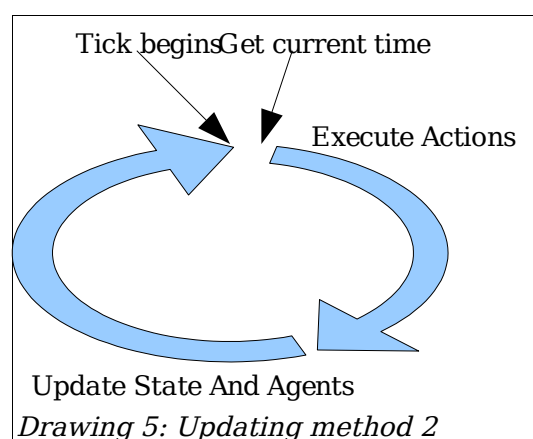 Tick begins
Get current time
Execute Actions
Update State And Agents
Drawing 5: Updating method 2